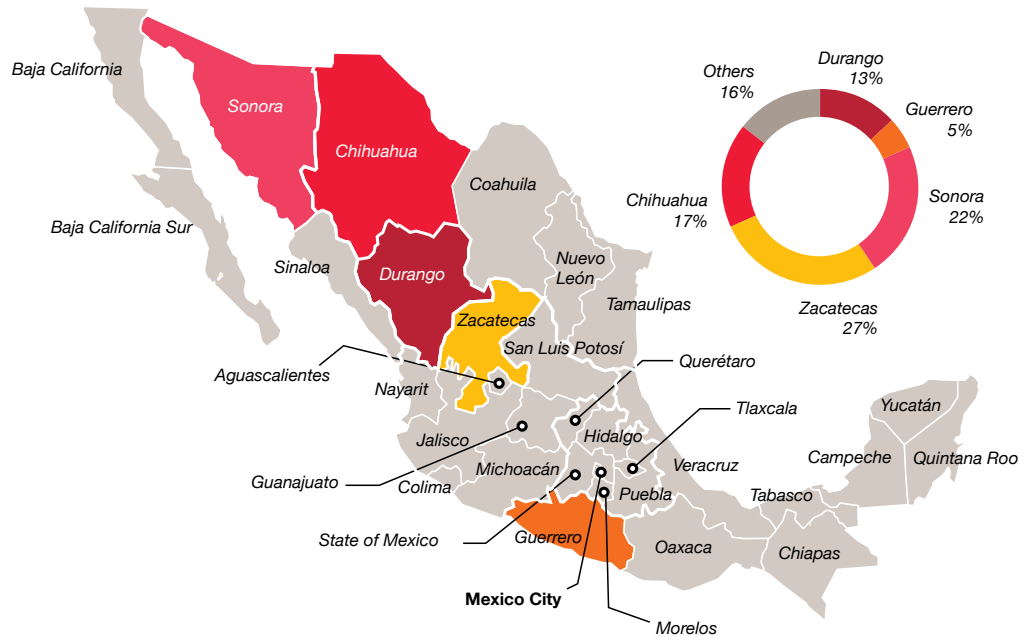 Baja California
Sonora
Chihuahua
Coahuila
Baja California Sur
Sinaloa
Durango
Nuevo
León
Tamaulipas
Zacatecas
San Luis Potosí
Aguascalientes
Nayarit
Querétaro
Tlaxcala
Jalisco
Hidalgo
Guanajuato
Colima
Michoacán
Puebla
Veracruz
Yucatán
Campeche
Quintana Roo
Tabasco
State of Mexico
Guerrero
Oaxaca
Chiapas
Mexico City
Morelos
Others
16%
Durango
13%
Guerrero
5%
Chihuahua
17%
Sonora
22%
Zacatecas
27%